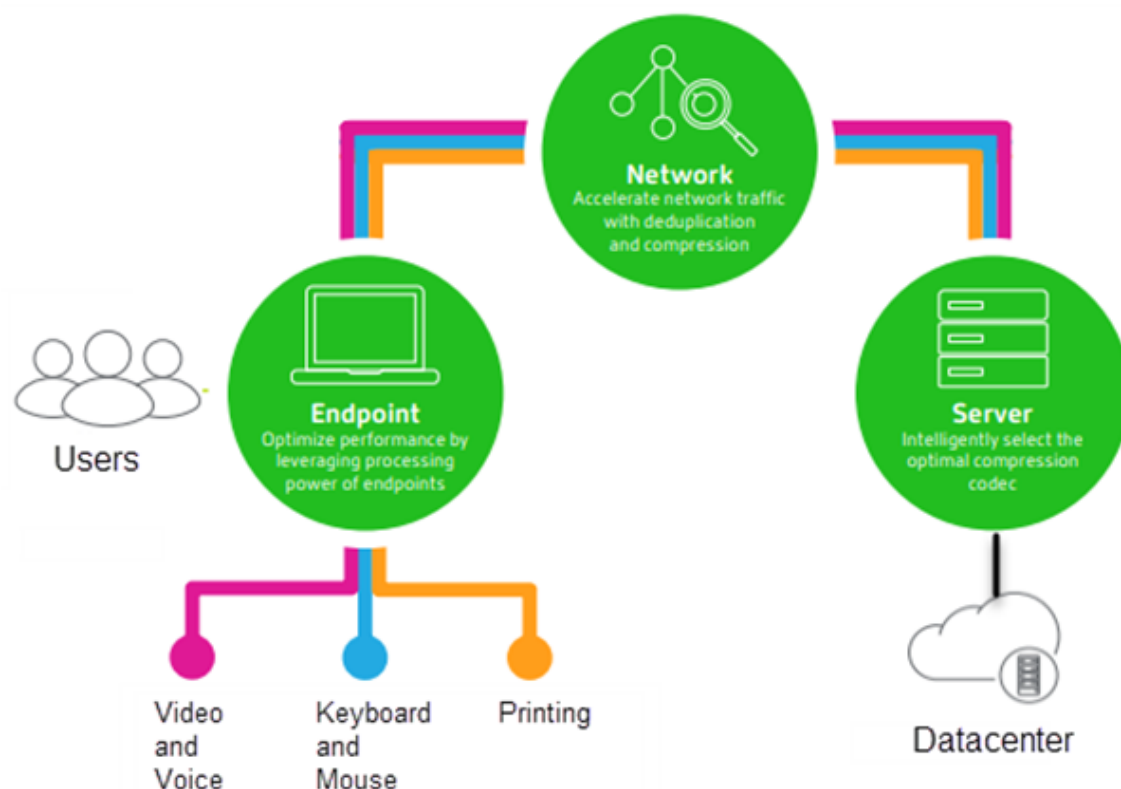 Network
Accelerate network traffic
with deduplication
and compression
Users
Endpoint
Optimize performance by
leveraging processing
power of endpoints
Server
Intelligently select the
optimal compression
codec
Video
and
Voice
Keyboard
and
Mouse
Printing
Datacenter